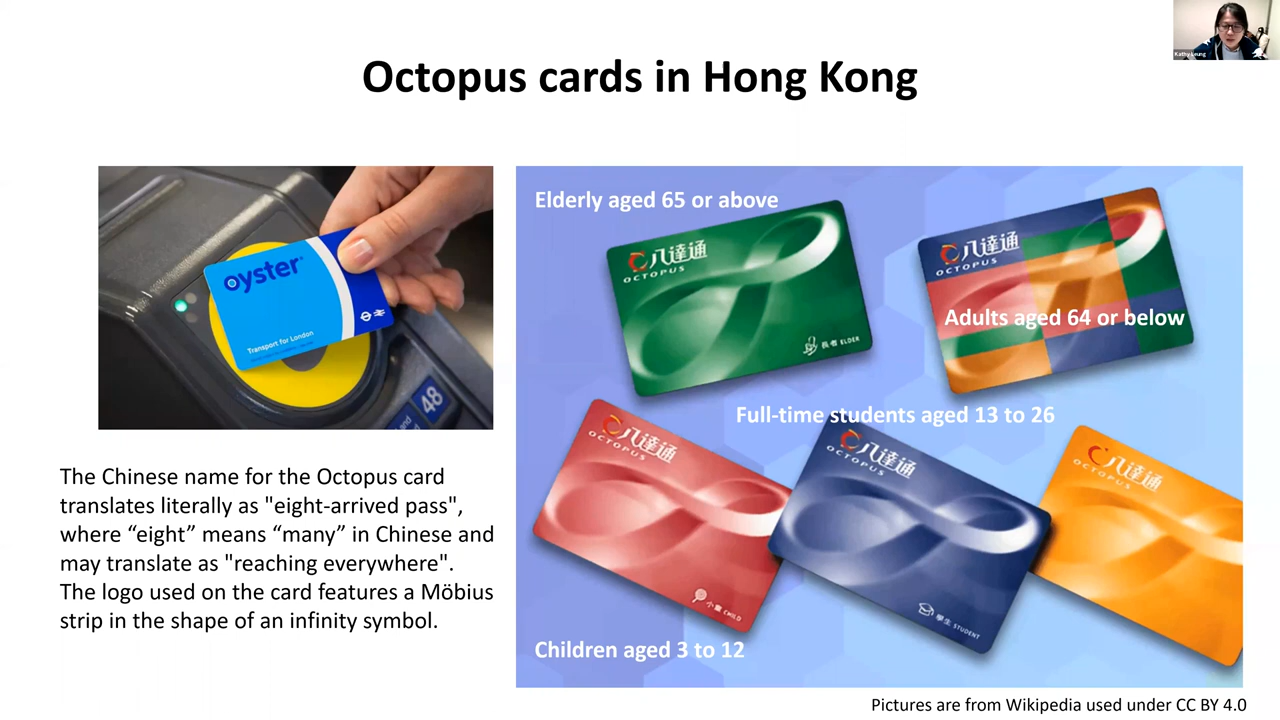 Kathy Leung
Octopus cards in Hong Kong
oyster
Transport for London
48
The Chinese name for the Octopus card
translates literally as "eight-arrived pass",
where “eight” means “many” in Chinese and
may translate as "reaching everywhere".
The logo used on the card features a Möbius
strip in the shape of an infinity symbol.
Elderly aged 65 or above
八達通
OCTOPUS
長者 ELDER
八達通
OCTOPUS
Adults aged 64 or below
Full-time students aged 13 to 26
八達通
OCTOPUS
小童 CHILD
八達通
OCTOPUS
學生 STUDENT
八達通
OCTOPUS
Children aged 3 to 12
Pictures are from Wikipedia used under CC BY 4.0